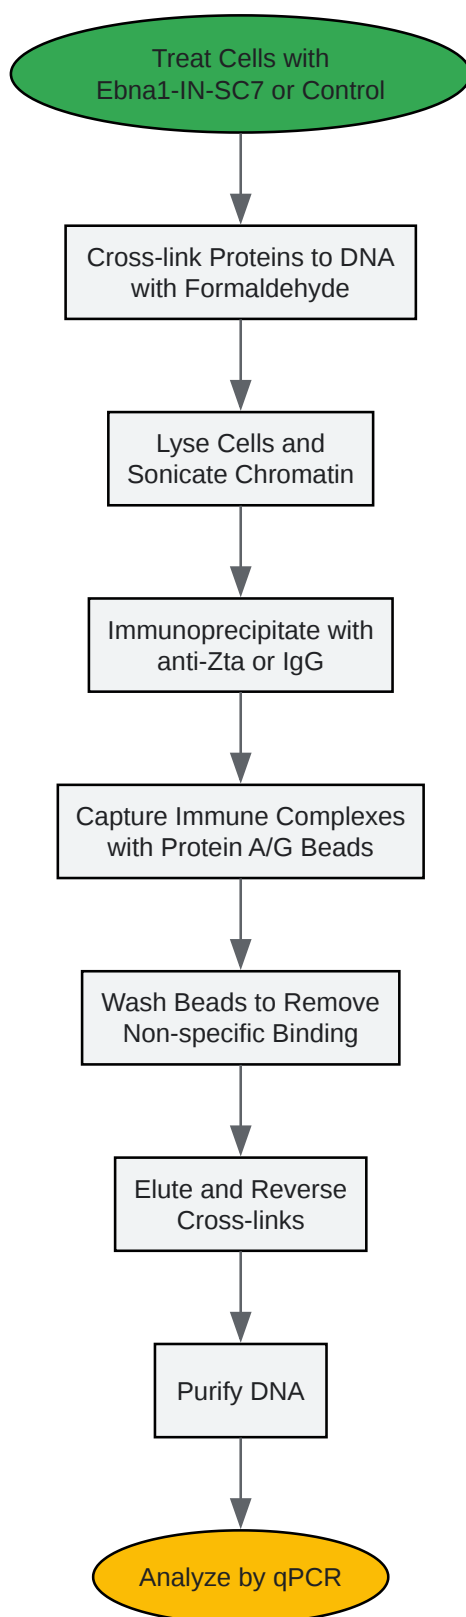 Treat Cells with
Ebna1-IN-SC7 or Control
Cross-link Proteins to DNA
with Formaldehyde
Lyse Cells and
Sonicate Chromatin
Immunoprecipitate with
anti-Zta or IgG
Capture Immune Complexes
with Protein A/G Beads
Wash Beads to Remove
Non-specific Binding
Elute and Reverse
Cross-links
Purify DNA
Analyze by qPCR